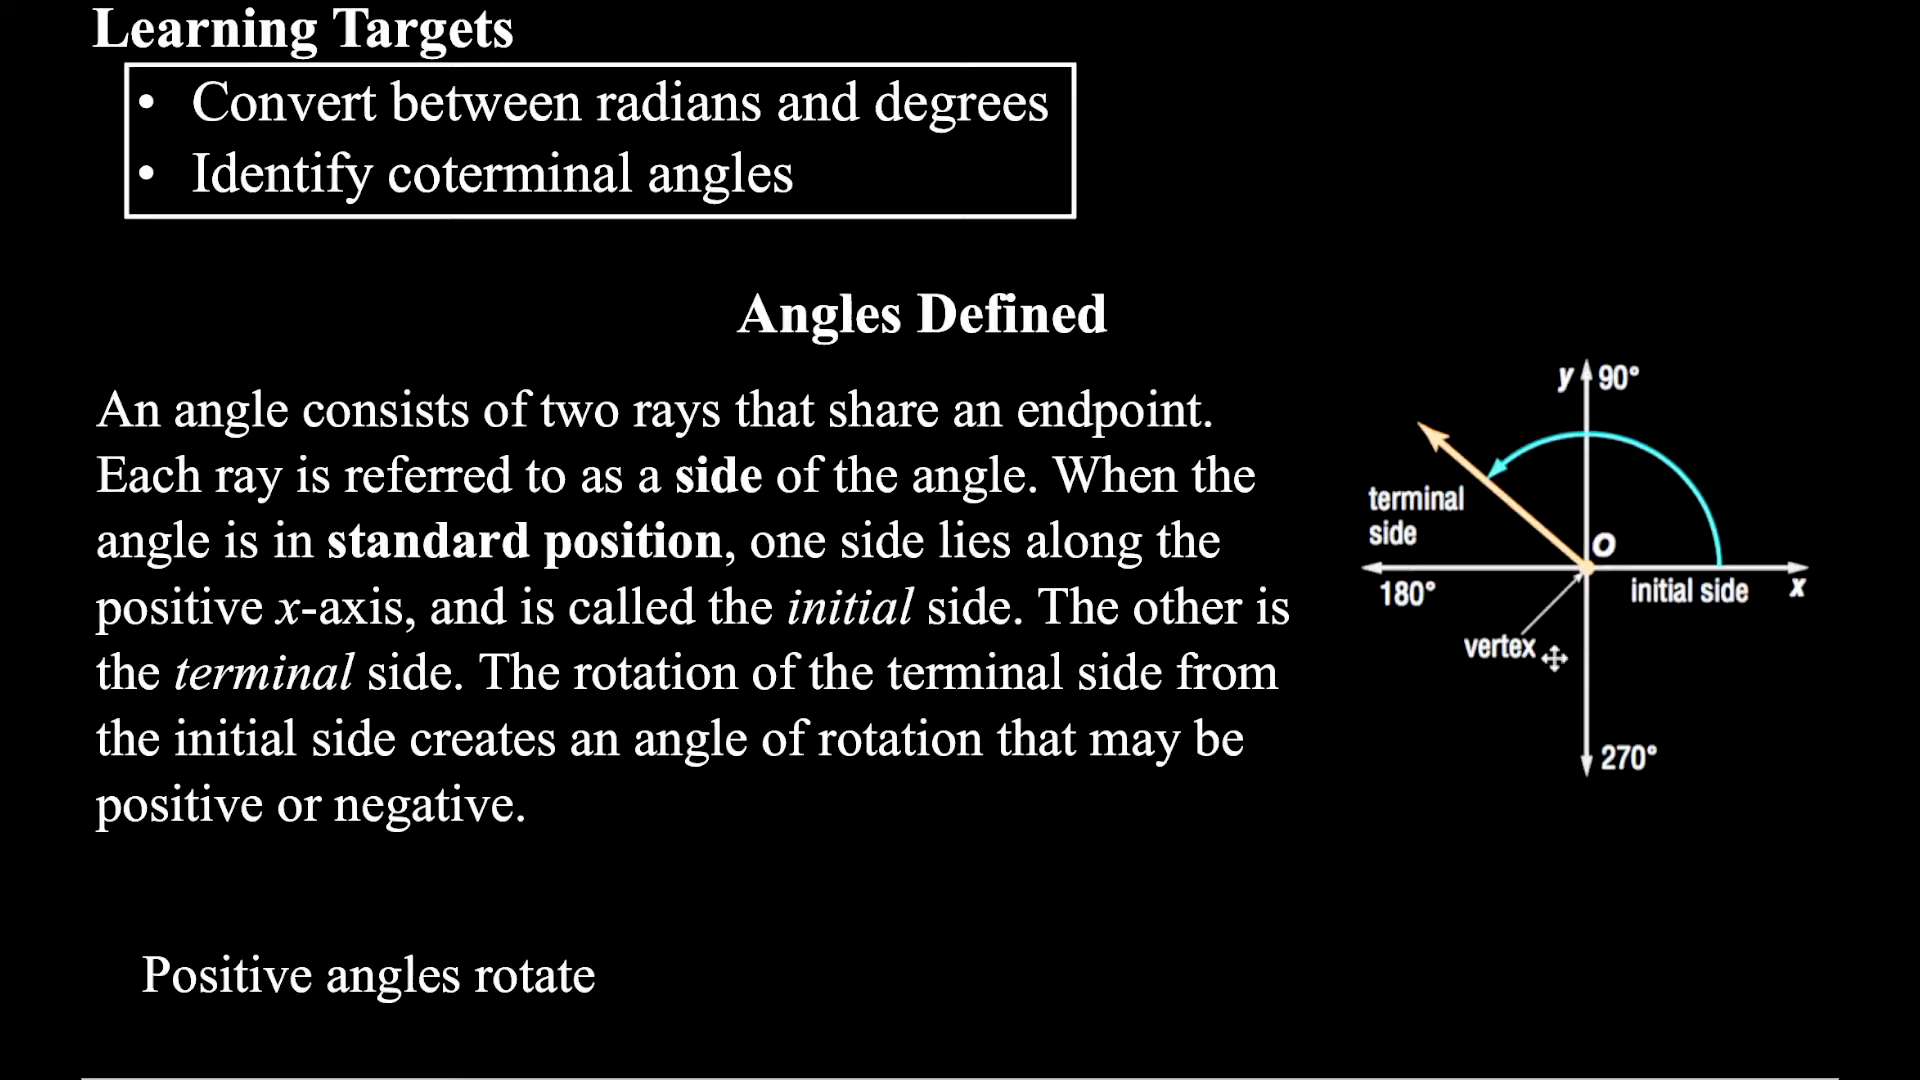 Learning Targets
• Convert between radians and degrees
• Identify coterminal angles
Angles Defined
An angle consists of two rays that share an endpoint.
Each ray is referred to as a side of the angle. When the
angle is in standard position, one side lies along the
positive x-axis, and is called the initial side. The other is
the terminal side. The rotation of the terminal side from
the initial side creates an angle of rotation that may be
positive or negative.
y 90°
terminal
side
O
180°
initial side x
vertex
270°
Positive angles rotate